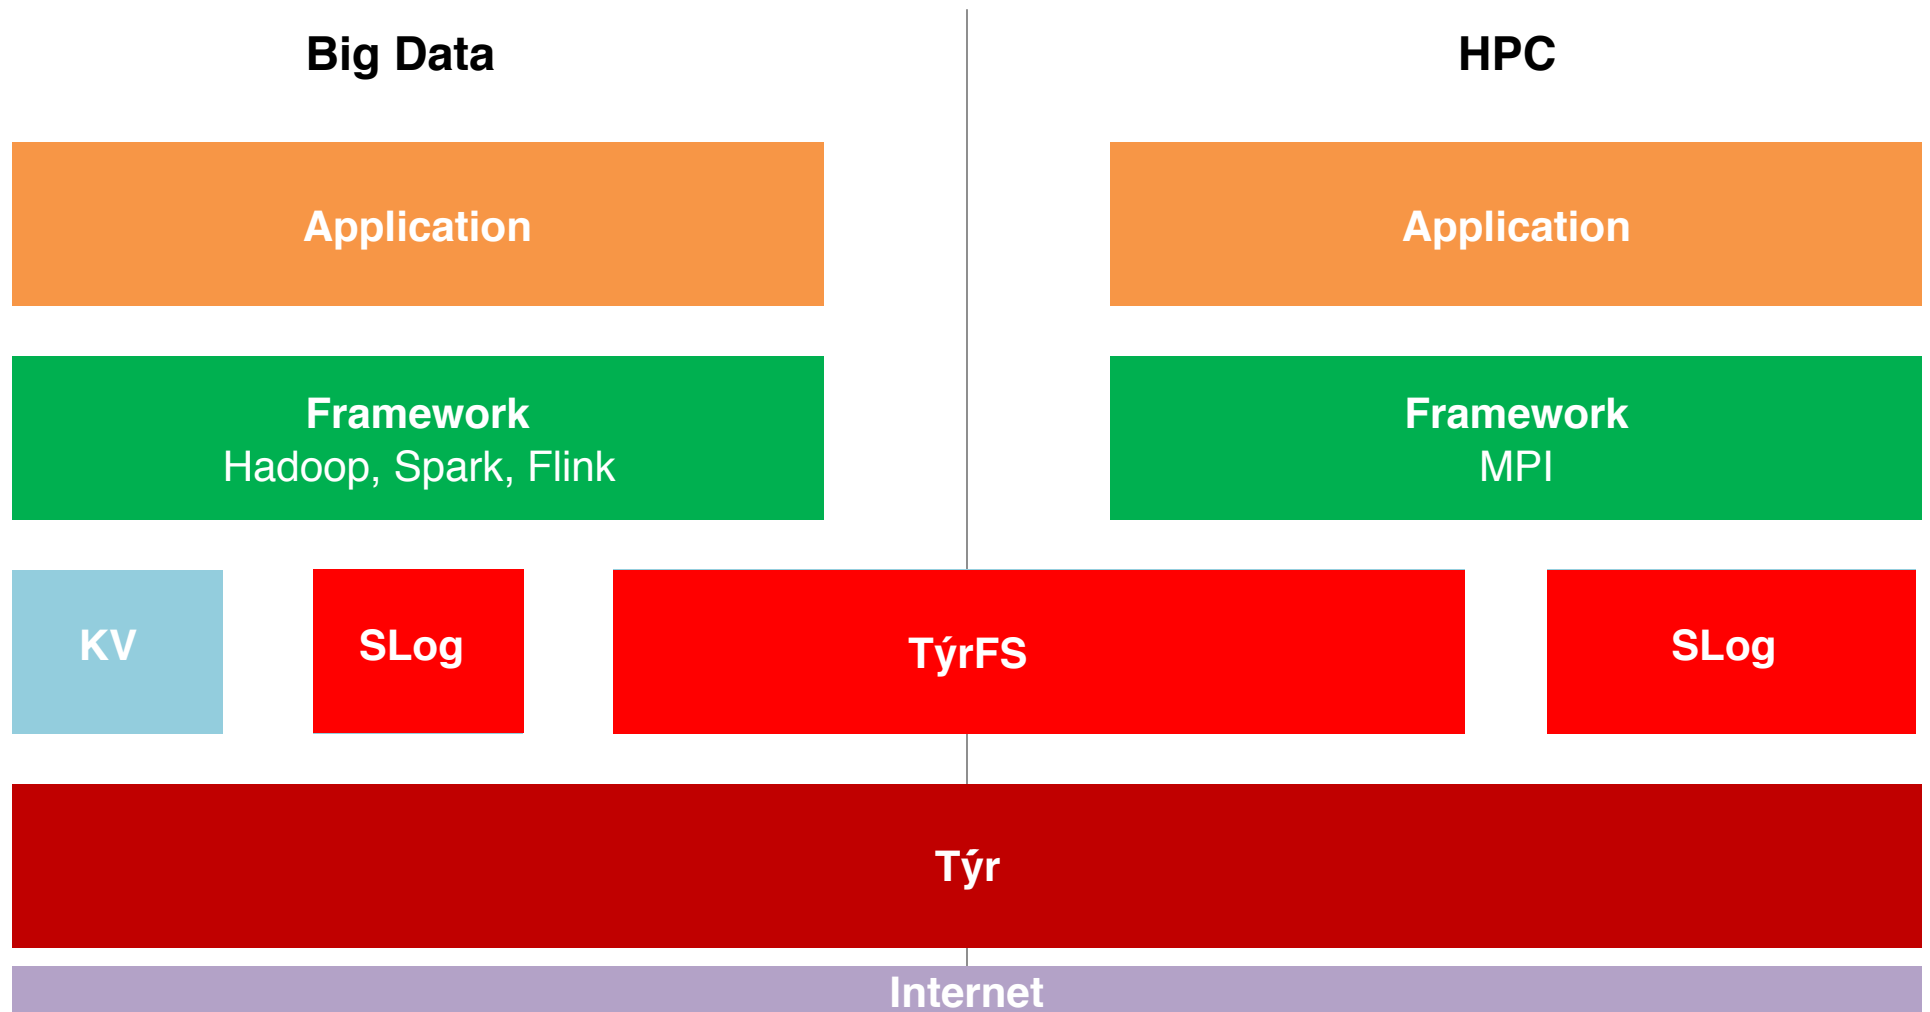 Big Data
HPC
Application
Application
Framework
Hadoop, Spark, Flink
Framework
MPI
KV
SLog
TýrFS
SLog
Týr
Internet